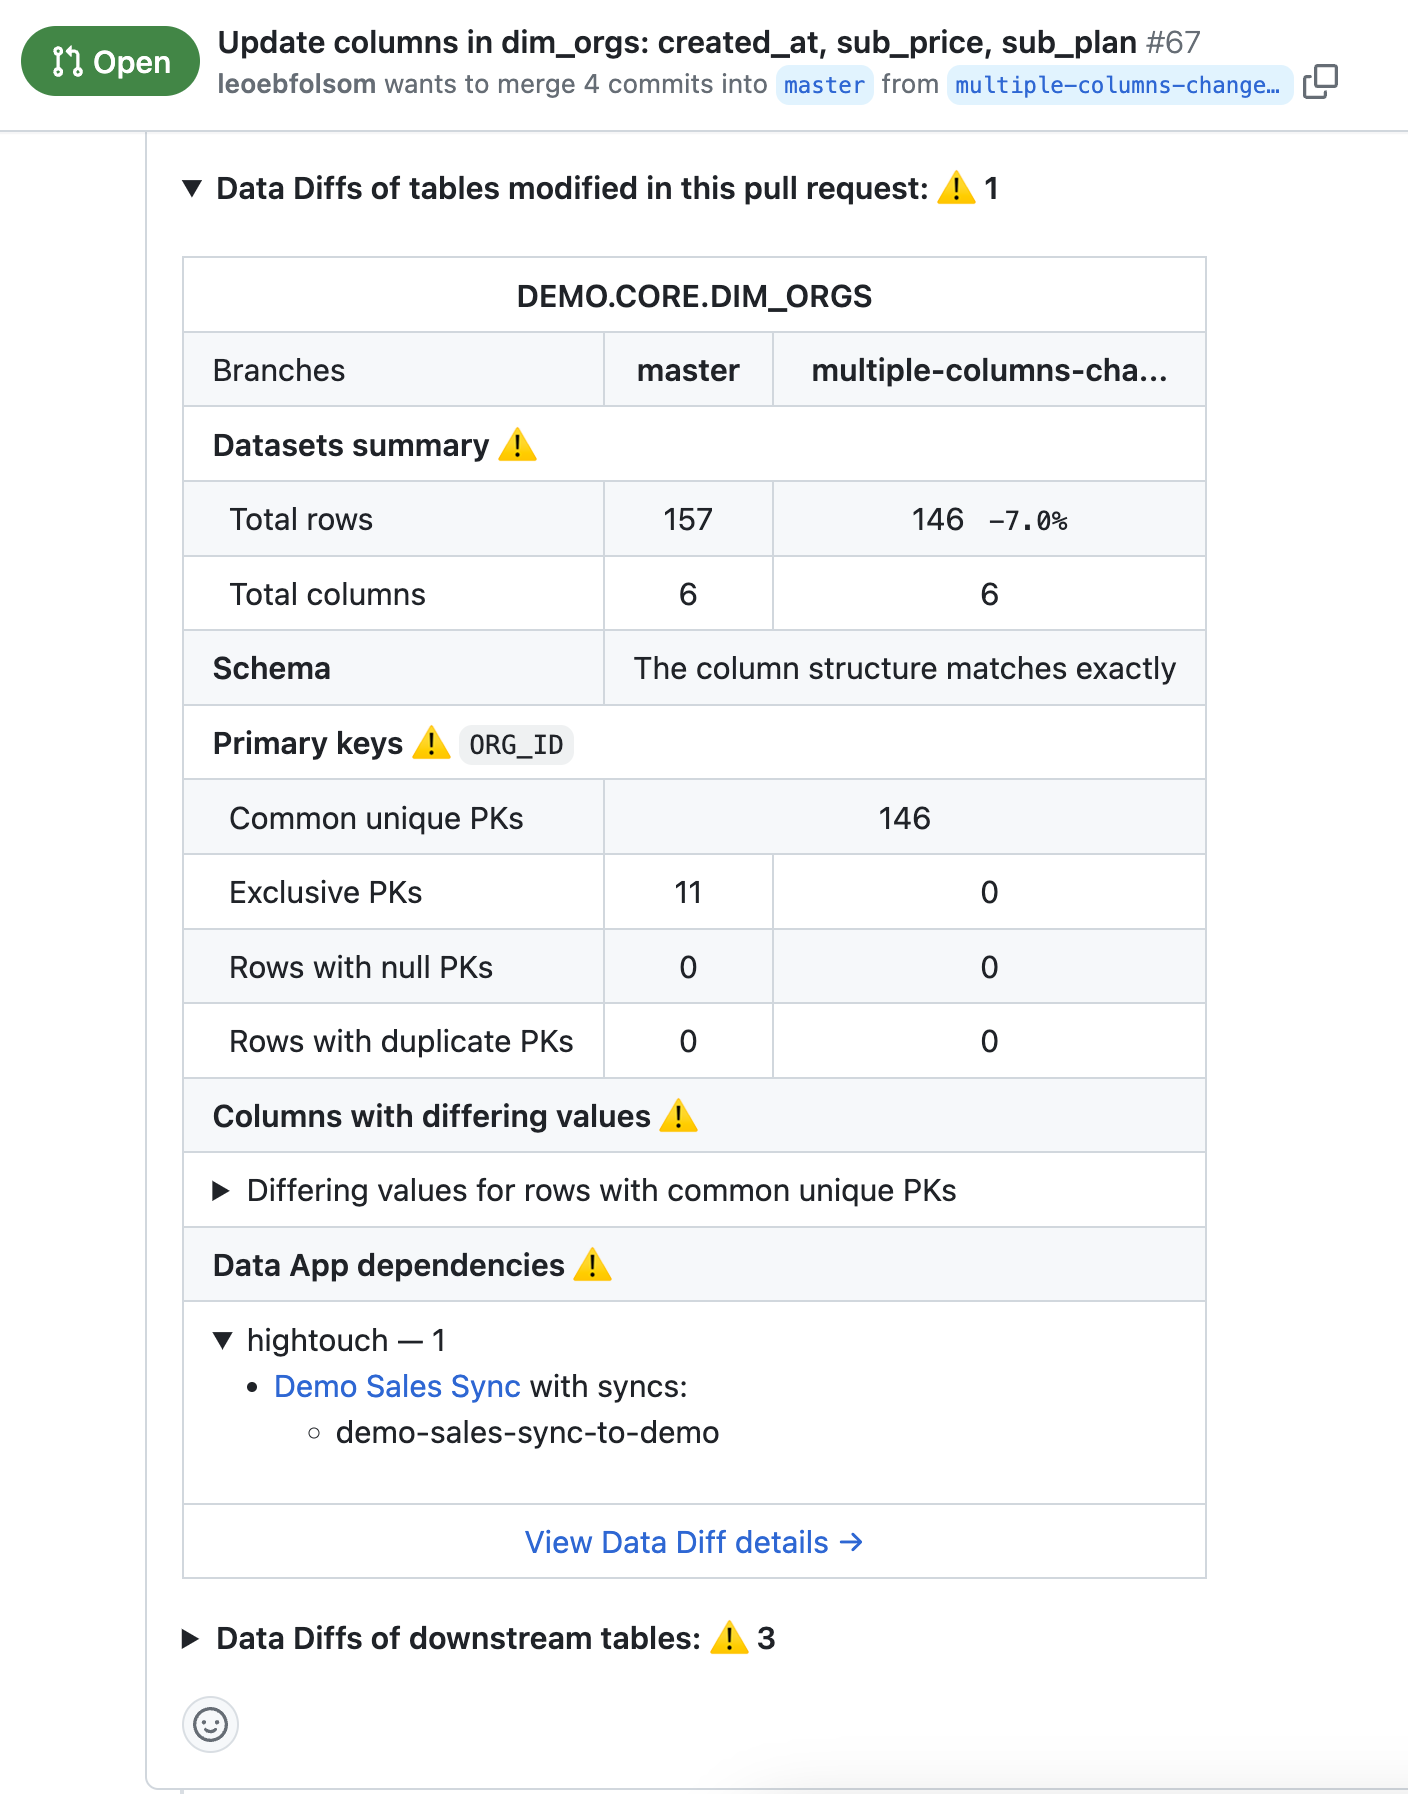 Open
Update columns in dim_orgs: created_at, sub_price, sub_plan #67
leoebfolsom wants to merge 4 commits into master from multiple-columns-change…
Data Diffs of tables modified in this pull request: ⚠️ 1
DEMO.CORE.DIM_ORGS
Branches master multiple-columns-cha...
Datasets summary ⚠️
Total rows 157 146 −7.0%
Total columns 6 6
Schema The column structure matches exactly
Primary keys ⚠️ ORG_ID
Common unique PKs 146
Exclusive PKs 11 0
Rows with null PKs 0 0
Rows with duplicate PKs 0 0
Columns with differing values ⚠️
Differing values for rows with common unique PKs
Data App dependencies ⚠️
hightouch — 1
Demo Sales Sync with syncs:
demo-sales-sync-to-demo
View Data Diff details →
Data Diffs of downstream tables: ⚠️ 3